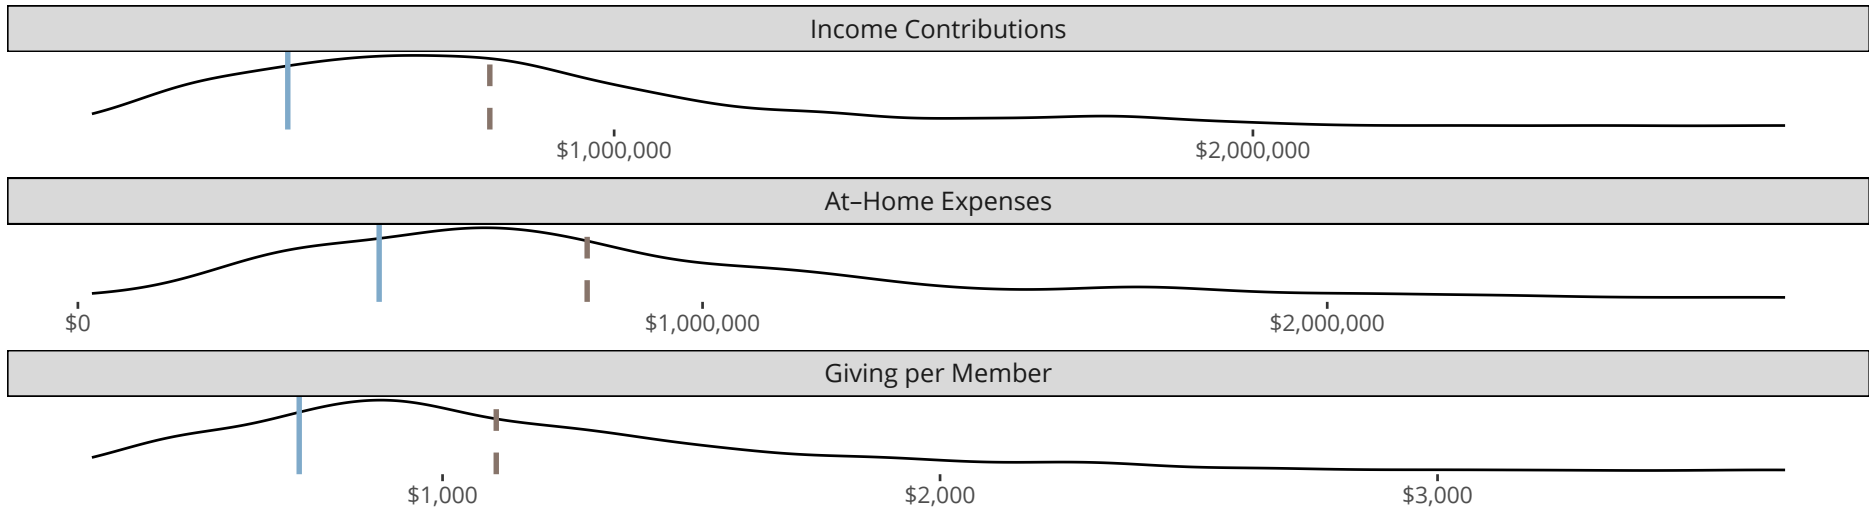 Income Contributions
$1,000,000 $2,000,000
At–Home Expenses
$0 $1,000,000 $2,000,000
Giving per Member
$1,000 $2,000 $3,000